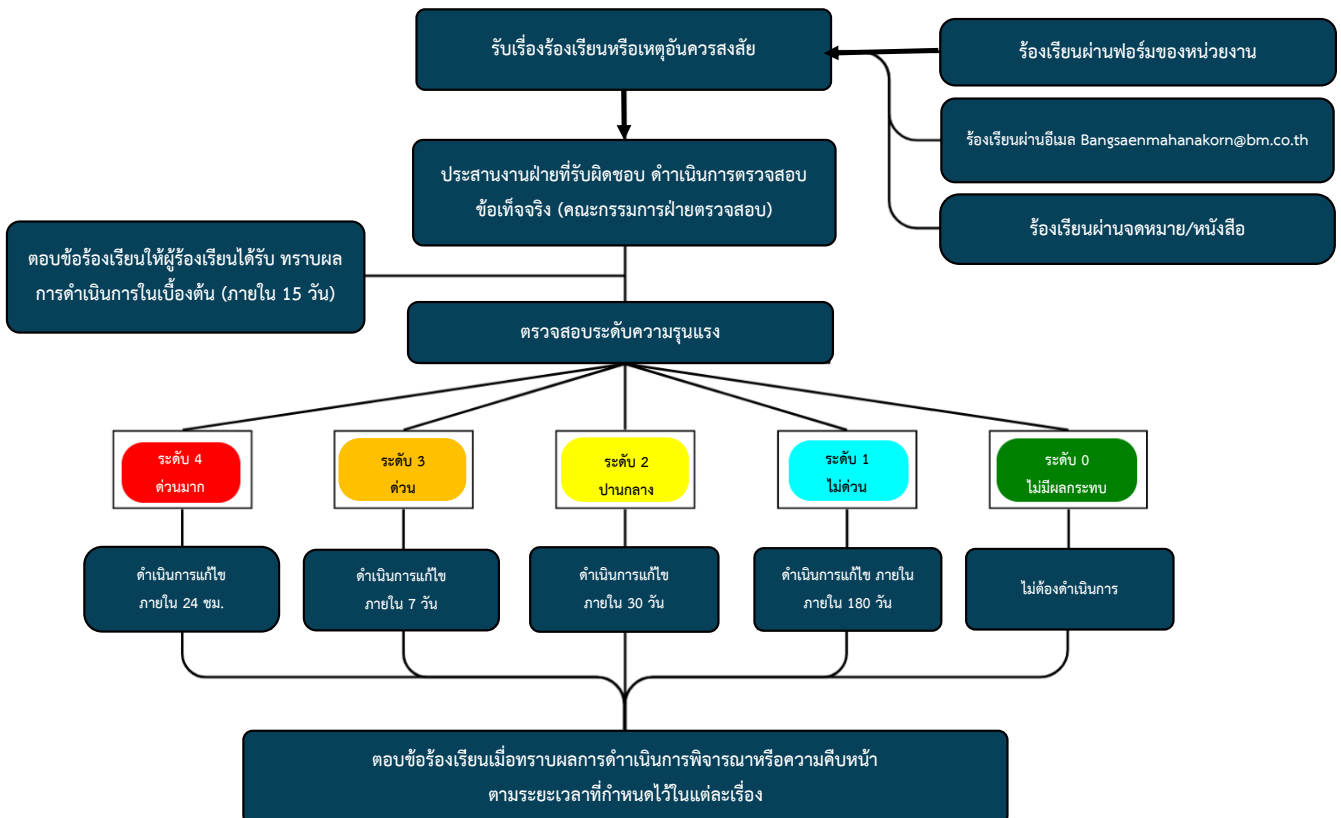 รับเรื่องร้องเรียนหรือเหตุอันควรสงสัย
ร้องเรียนผ่านฟอร์มของหน่วยงาน
ร้องเรียนผ่านอีเมล Bangsaenmahanakorn@bm.co.th
ร้องเรียนผ่านจดหมาย/หนังสือ
ประสานงานฝ่ายที่รับผิดชอบ ดำาเนินการตรวจสอบ
ข้อเท็จจริง (คณะกรรมการฝ่ายตรวจสอบ)
ตอบข้อร้องเรียนให้ผู้ร้องเรียนได้รับ ทราบผล
การดำเนินการในเบื้องต้น (ภายใน 15 วัน)
ตรวจสอบระดับความรุนแรง
ระดับ 4
ด่วนมาก
ระดับ 3
ด่วน
ระดับ 2
ปานกลาง
ระดับ 1
ไม่ด่วน
ระดับ 0
ไม่มีผลกระทบ
ดำเนินการแก้ไข
ภายใน 24 ชม.
ดำเนินการแก้ไข
ภายใน 7 วัน
ดำเนินการแก้ไข
ภายใน 30 วัน
ดำเนินการแก้ไข ภายใน
ภายใน 180 วัน
ไม่ต้องดำเนินการ
ตอบข้อร้องเรียนเมื่อทราบผลการดำาเนินการพิจารณาหรือความคืบหน้า
ตามระยะเวลาที่กำหนดไว้ในแต่ละเรื่อง